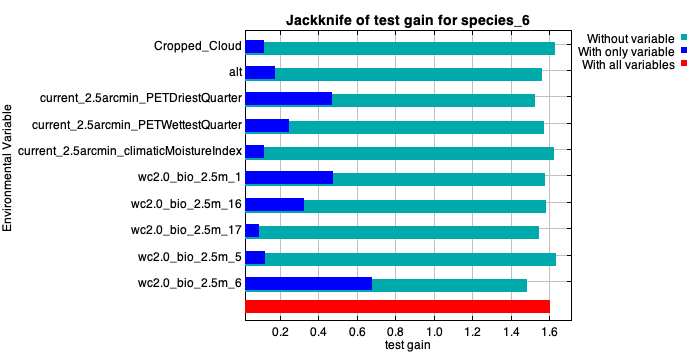 Jackknife of test gain for species_6
Without variable
With only variable
With all variables
Environmental Variable
Cropped_Cloud
alt
current_2.5arcmin_PETDriestQuarter
current_2.5arcmin_PETWettestQuarter
current_2.5arcmin_climaticMoistureIndex
wc2.0_bio_2.5m_1
wc2.0_bio_2.5m_16
wc2.0_bio_2.5m_17
wc2.0_bio_2.5m_5
wc2.0_bio_2.5m_6
0.2 0.4 0.6 0.8 1.0 1.2 1.4 1.6
test gain